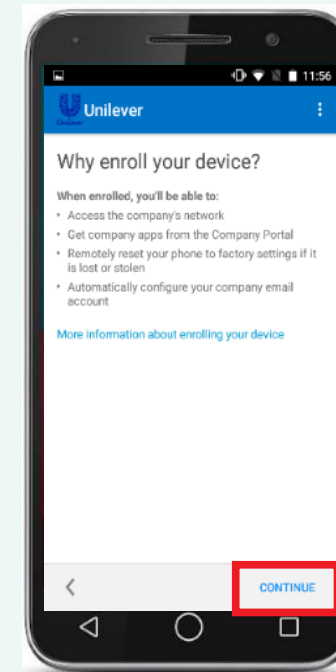 11:56
Unilever
Unilever
Why enroll your device?
When enrolled, you'll be able to:
• Access the company's network
• Get company apps from the Company Portal
• Remotely reset your phone to factory settings if it
is lost or stolen
• Automatically configure your company email
account
More information about enrolling your device
CONTINUE